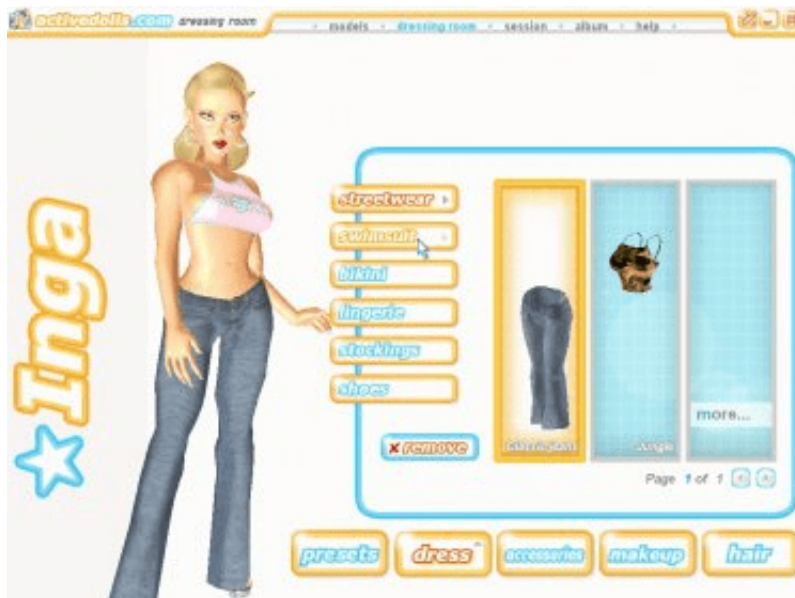 activedolls.com dressing room
models dressing room session album help
Inga
streetwear
swimsuit
bikini
lingerie
stockings
shoes
remove
Jungle
more...
Page 1 of 1
presets dress accessories makeup hair